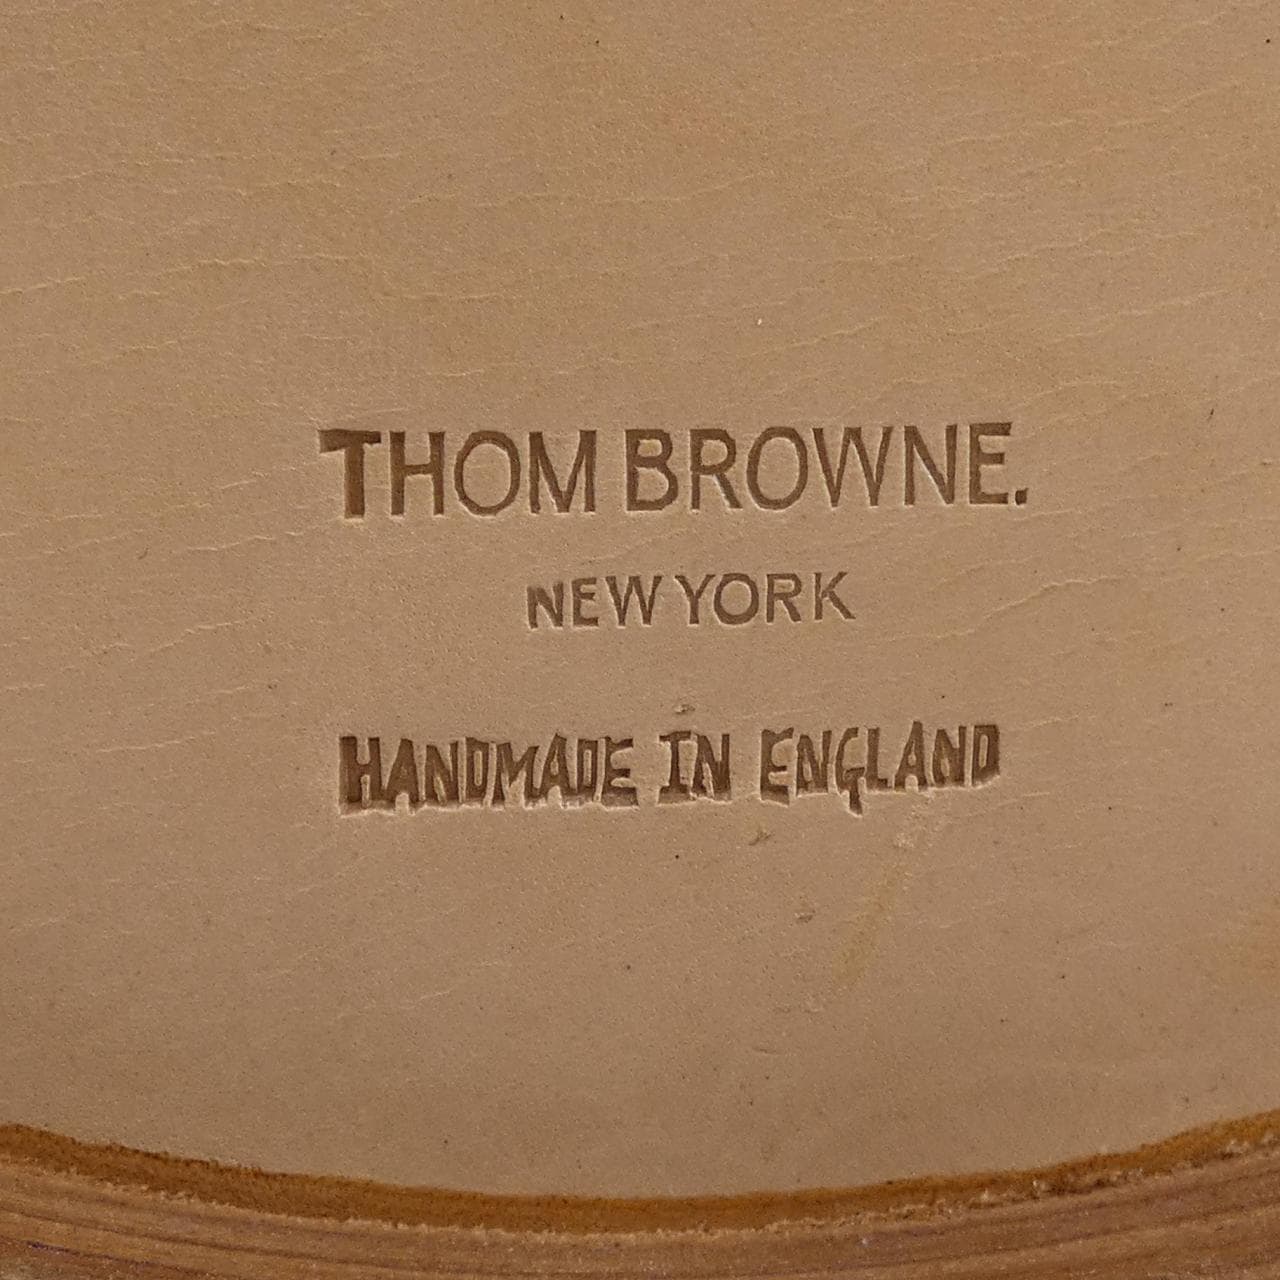 THOM BROWNE.
NEW YORK
HANDMADE IN ENGLAND